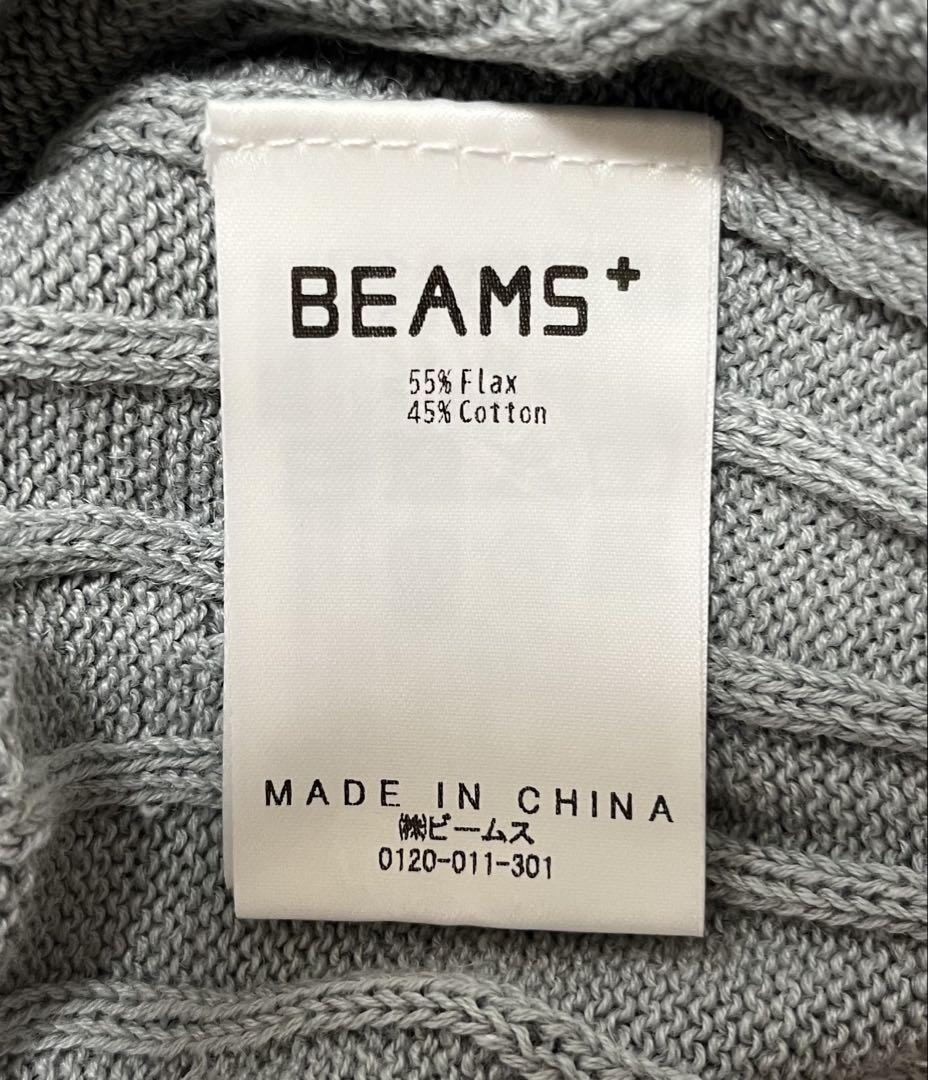 BEAMS+
55% Flax
45% Cotton
MADE IN CHINA
㈱ビームス
0120-011-301